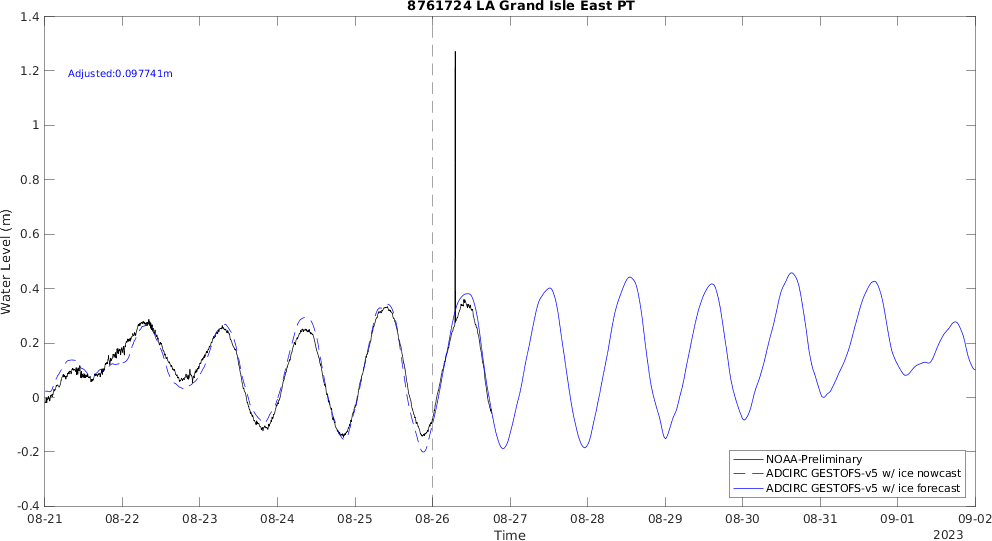 8761724 LA Grand Isle East PT
Adjusted:0.097741m
Water Level (m)
1.4
1.2
1
0.8
0.6
0.4
0.2
0
-0.2
-0.4
NOAA-Preliminary
ADCIRC GESTOFS-v5 w/ ice nowcast
ADCIRC GESTOFS-v5 w/ ice forecast
08-21 08-22 08-23 08-24 08-25 08-26 08-27 08-28 08-29 08-30 08-31 09-01 09-02
Time
2023